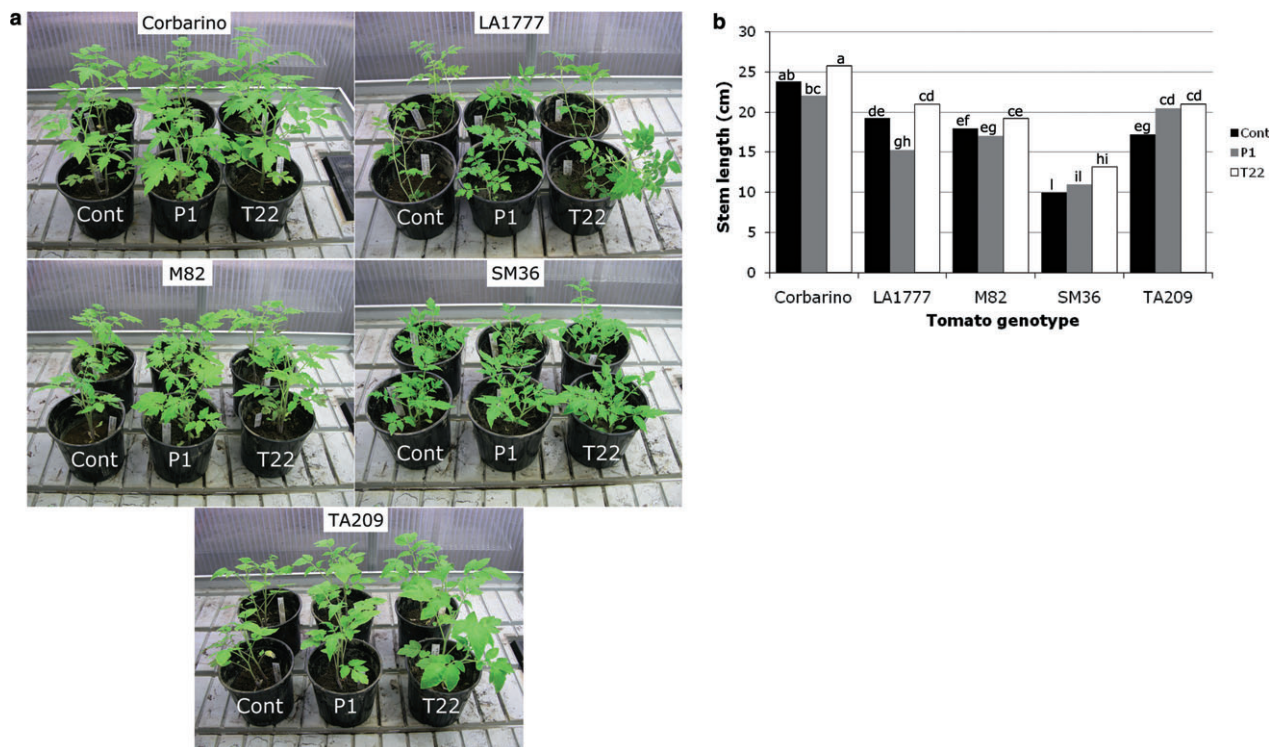 a
Corbarino
LA1777
Cont P1 T22
Cont P1 T22
M82
SM36
Cont P1 T22
Cont P1 T22
TA209
Cont P1 T22
b
Stem length (cm)
30
25
20
15
10
5
0
ab bc a
de gh cd
ef eg ce
l il hi
eg cd cd
Corbarino LA1777 M82 SM36 TA209
Tomato genotype
Cont
P1
T22